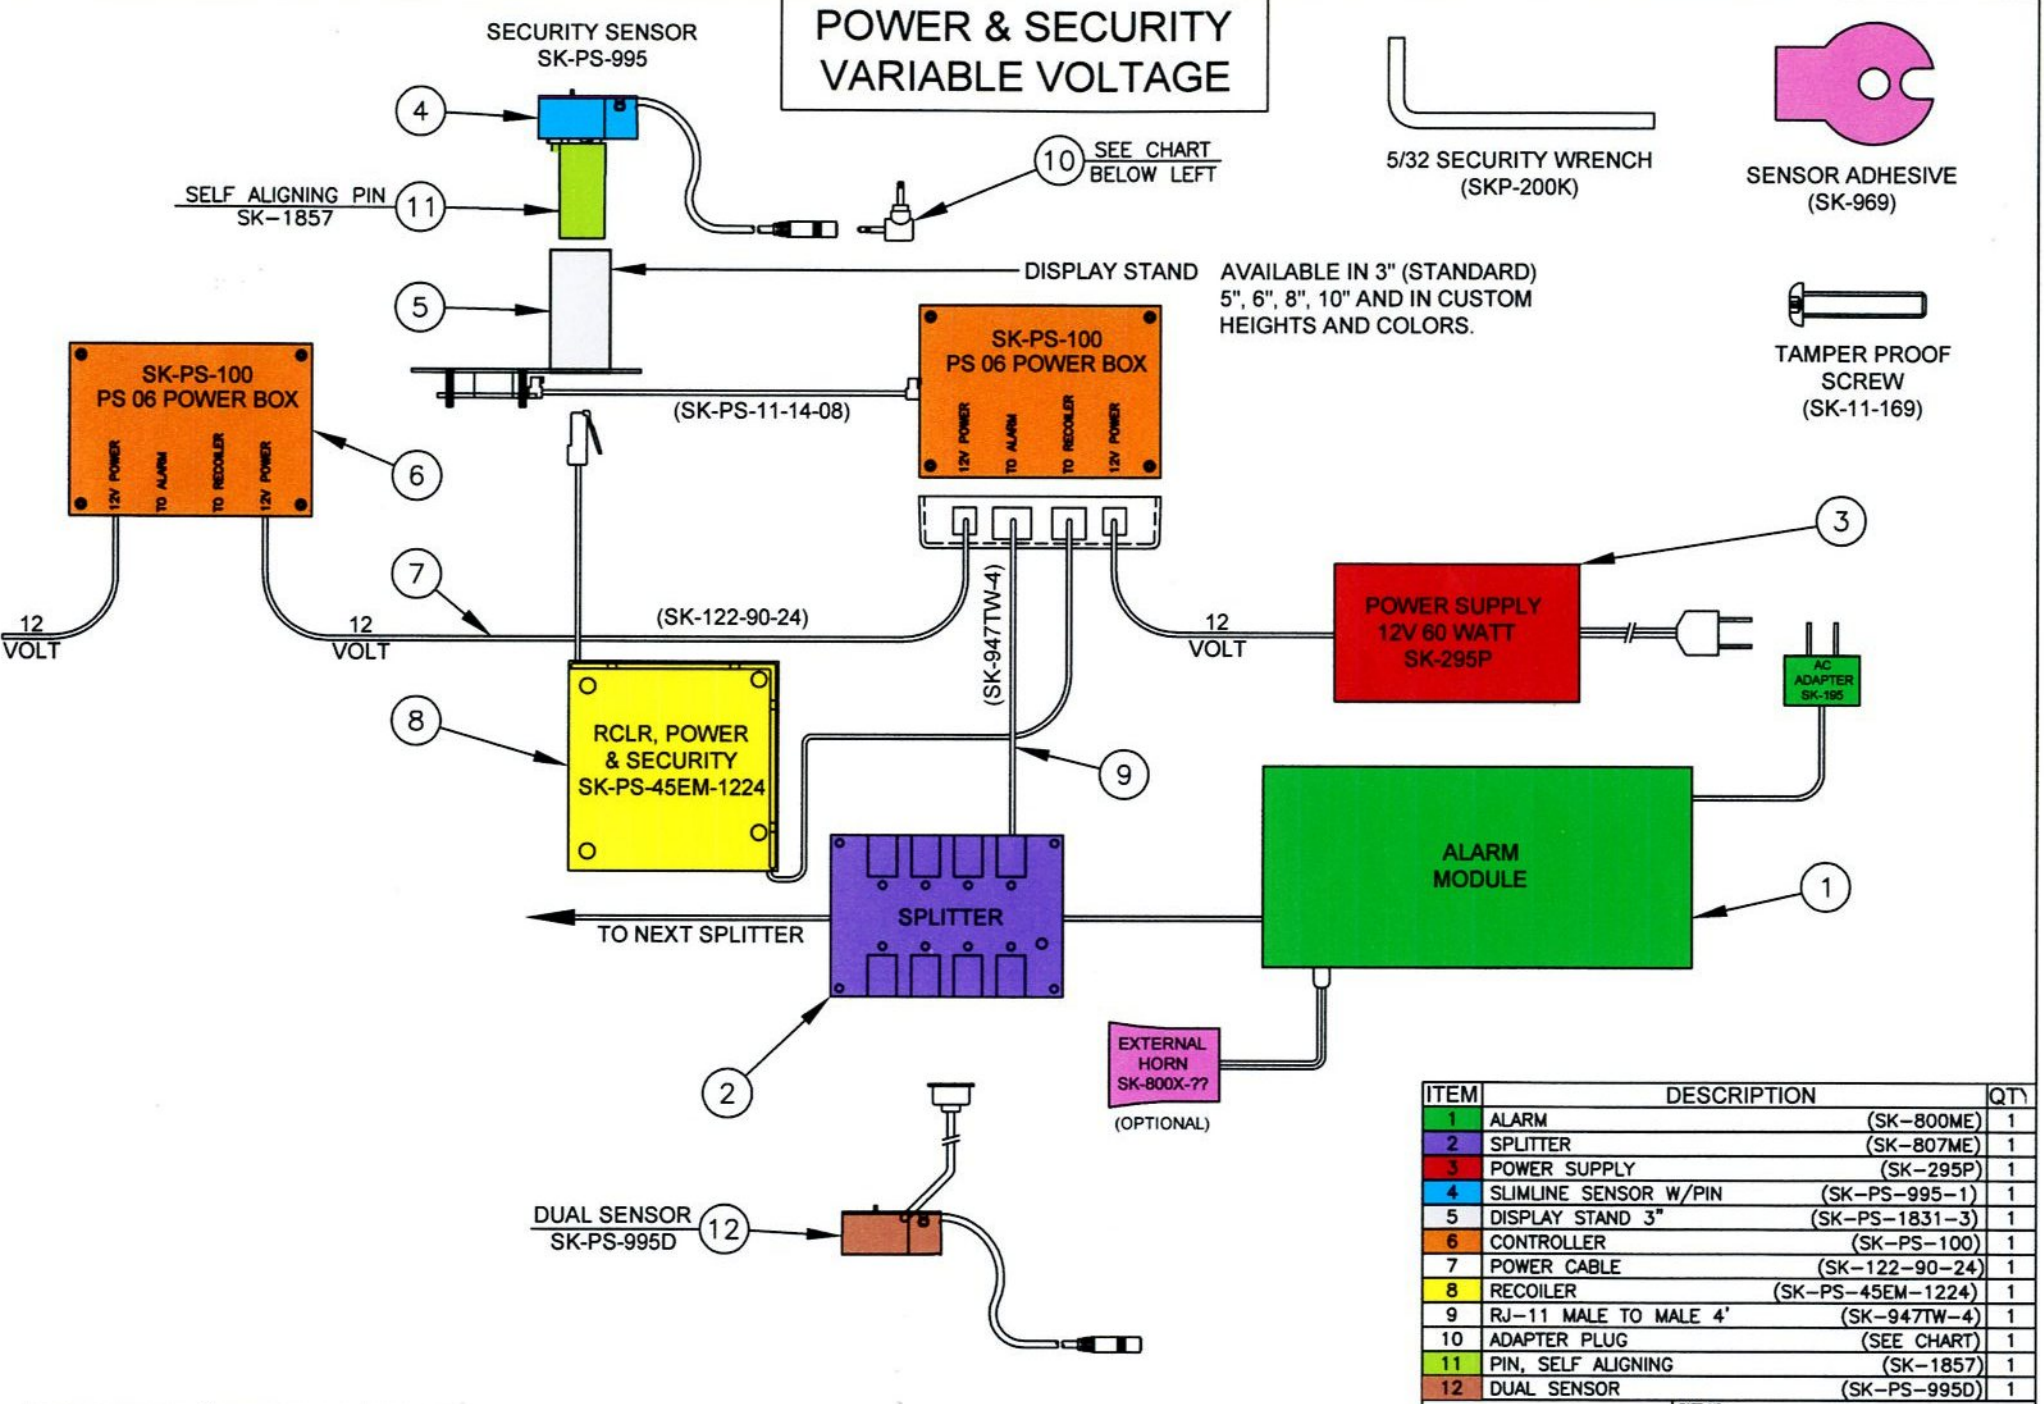 POWER & SECURITY
VARIABLE VOLTAGE
SECURITY SENSOR
SK-PS-995
4
SELF ALIGNING PIN
SK-1857
11
10
SEE CHART
BELOW LEFT
5/32 SECURITY WRENCH
(SKP-200K)
SENSOR ADHESIVE
(SK-969)
5
DISPLAY STAND
AVAILABLE IN 3" (STANDARD)
5", 6", 8", 10" AND IN CUSTOM
HEIGHTS AND COLORS.
TAMPER PROOF
SCREW
(SK-11-169)
SK-PS-100
PS 06 POWER BOX
12V POWER
TO ALARM
TO RECOILER
12V POWER
6
(SK-PS-11-14-08)
SK-PS-100
PS 06 POWER BOX
12V POWER
TO ALARM
TO RECOILER
12V POWER
3
7
12
VOLT
12
VOLT
(SK-122-90-24)
(SK-947TW-4)
12
VOLT
POWER SUPPLY
12V 60 WATT
SK-295P
AC
ADAPTER
SK-195
8
RCLR, POWER
& SECURITY
SK-PS-45EM-1224
9
ALARM
MODULE
1
SPLITTER
TO NEXT SPLITTER
2
EXTERNAL
HORN
SK-800X-??
(OPTIONAL)
DUAL SENSOR
SK-PS-995D
12
ITEM DESCRIPTION QTY
1 ALARM (SK-800ME) 1
2 SPLITTER (SK-807ME) 1
3 POWER SUPPLY (SK-295P) 1
4 SLIMLINE SENSOR W/PIN (SK-PS-995-1) 1
5 DISPLAY STAND 3" (SK-PS-1831-3) 1
6 CONTROLLER (SK-PS-100) 1
7 POWER CABLE (SK-122-90-24) 1
8 RECOILER (SK-PS-45EM-1224) 1
9 RJ-11 MALE TO MALE 4' (SK-947TW-4) 1
10 ADAPTER PLUG (SEE CHART) 1
11 PIN, SELF ALIGNING (SK-1857) 1
12 DUAL SENSOR (SK-PS-995D) 1